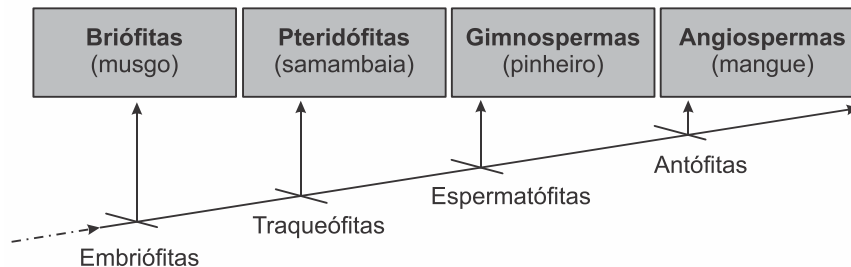 Briófitas
(musgo)
Pteridófitas
(samambaia)
Gimnospermas
(pinheiro)
Angiospermas
(mangue)
Antófitas
Espermatófitas
Traqueófitas
Embriófitas